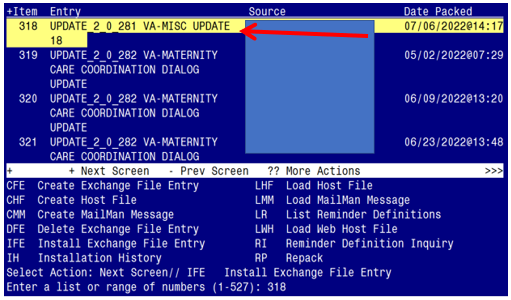 +Item Entry Source Date Packed
318 UPDATE_2_0_281 VA-MISC UPDATE 07/06/2022@14:17
18
319 UPDATE_2_0_282 VA-MATERNITY 05/02/2022@07:29
CARE COORDINATION DIALOG
UPDATE
320 UPDATE_2_0_282 VA-MATERNITY 06/09/2022@13:20
CARE COORDINATION DIALOG
UPDATE
321 UPDATE_2_0_282 VA-MATERNITY 06/23/2022@13:48
CARE COORDINATION DIALOG
+ + Next Screen - Prev Screen ?? More Actions >>>
CFE Create Exchange File Entry LHF Load Host File
CHF Create Host File LMM Load MailMan Message
CMM Create MailMan Message LR List Reminder Definitions
DFE Delete Exchange File Entry LWH Load Web Host File
IFE Install Exchange File Entry RI Reminder Definition Inquiry
IH Installation History RP Repack
Select Action: Next Screen// IFE Install Exchange File Entry
Enter a list or range of numbers (1-527): 318